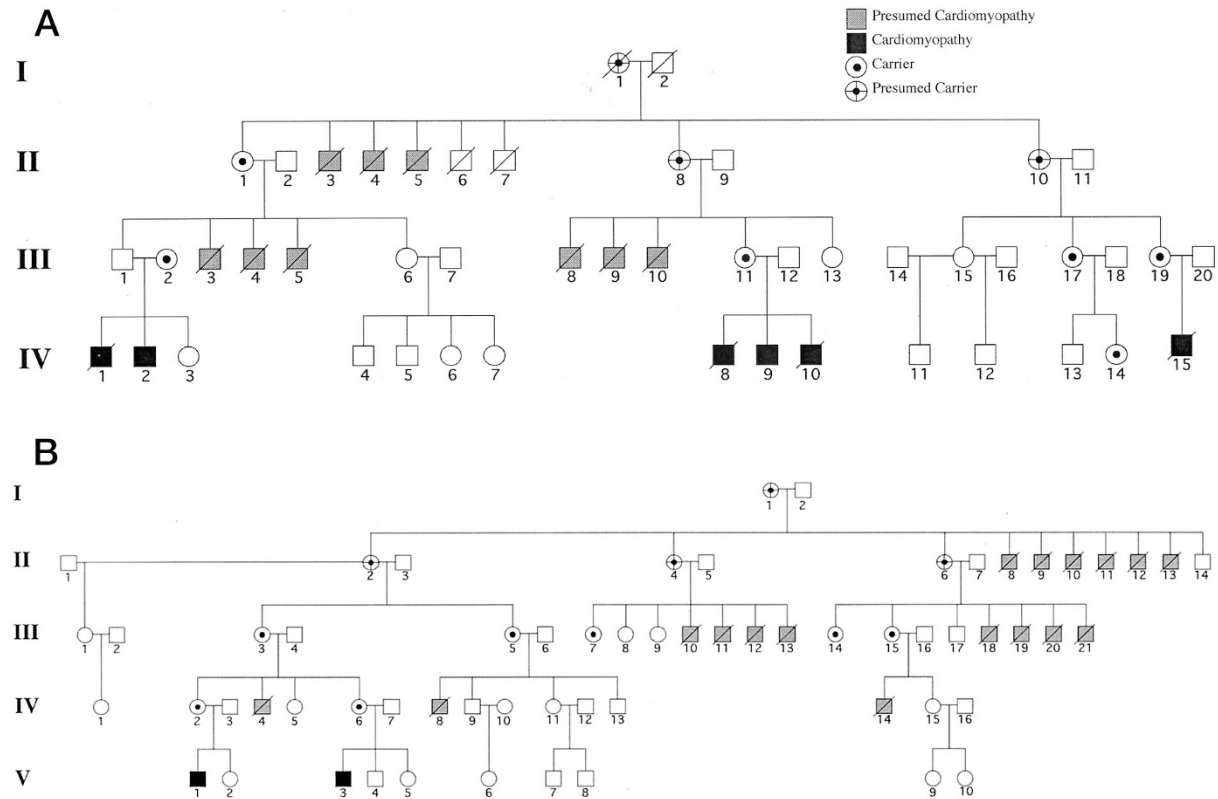 A
Presumed Cardiomyopathy
Cardiomyopathy
Carrier
Presumed Carrier
I
1 2
II
1 2 3 4 5 6 7 8 9 10 11
III
1 2 3 4 5 6 7 8 9 10 11 12 13 14 15 16 17 18 19 20
IV
1 2 3 4 5 6 7 8 9 10 11 12 13 14 15
B
I
1 2
II
1 2 3 4 5 6 7 8 9 10 11 12 13 14
III
1 2 3 4 5 6 7 8 9 10 11 12 13 14 15 16 17 18 19 20 21
IV
1 2 3 4 5 6 7 8 9 10 11 12 13 14 15 16
V
1 2 3 4 5 6 7 8 9 10